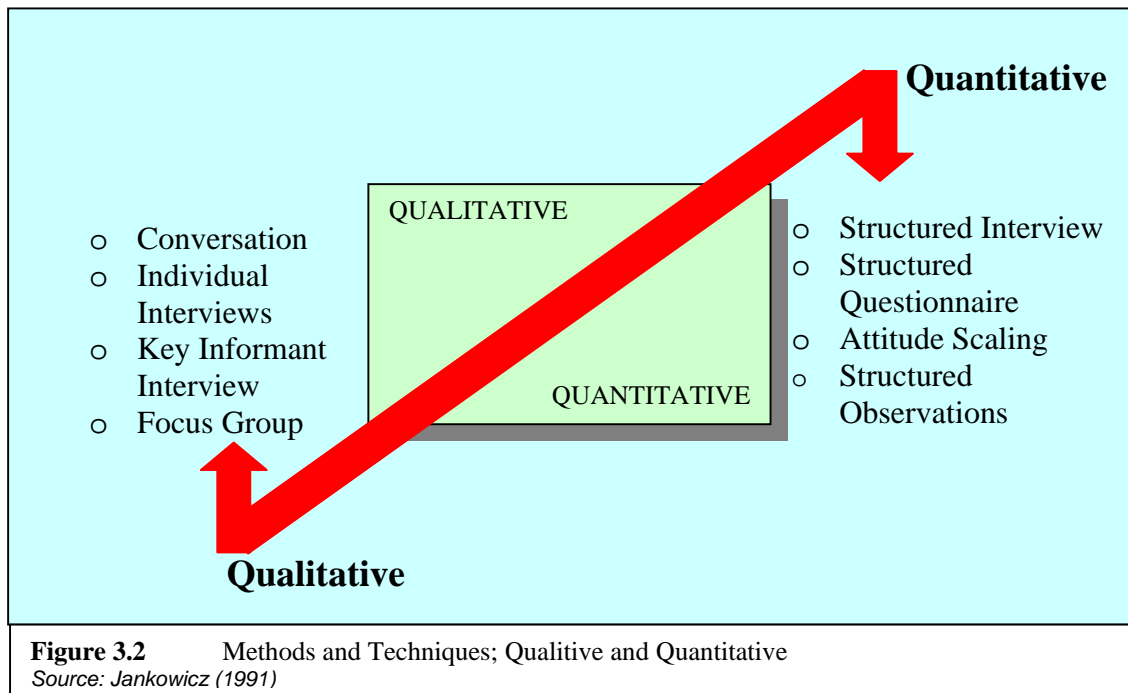 Quantitative
QUALITATIVE
QUANTITATIVE
o Conversation
o Individual
Interviews
o Key Informant
Interview
o Focus Group
o Structured Interview
o Structured
Questionnaire
o Attitude Scaling
o Structured
Observations
Qualitative
Figure 3.2 Methods and Techniques; Qualitive and Quantitative
Source: Jankowicz (1991)